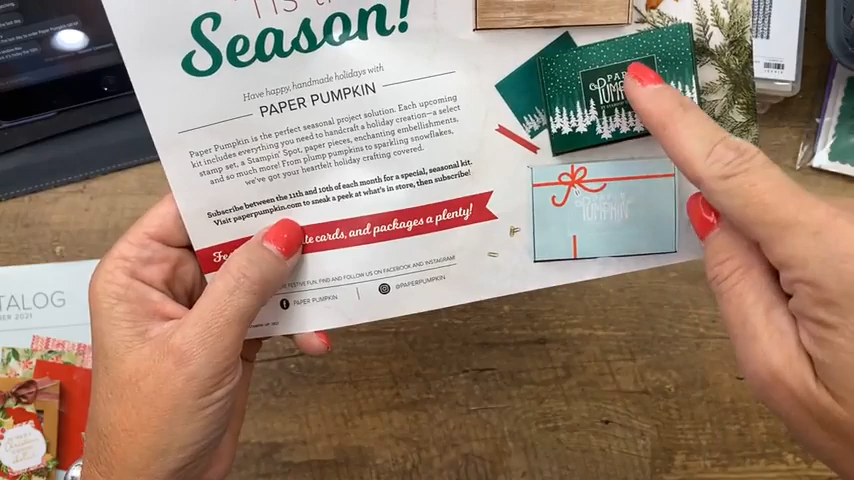 'TIS TH
Season!
Have happy, handmade holidays with
PAPER PUMPKIN
Paper Pumpkin is the perfect seasonal project solution. Each upcoming
kit includes everything you need to handcraft a holiday creation—a select
stamp set, a Stampin' Spot, paper pieces, enchanting embellishments,
and so much more! From plump pumpkins to sparkling snowflakes,
we've got your heartfelt holiday crafting covered.
Subscribe between the 11th and 10th of each month for a special, seasonal kit.
Visit paperpumpkin.com to sneak a peek at what's in store, then subscribe!
cards, and packages a plenty!
FESTIVE FUN, FIND AND FOLLOW US ON FACEBOOK AND INSTAGRAM
PAPER PUMPKIN
@PAPERPUMPKIN
PUMPKIN
TALOG